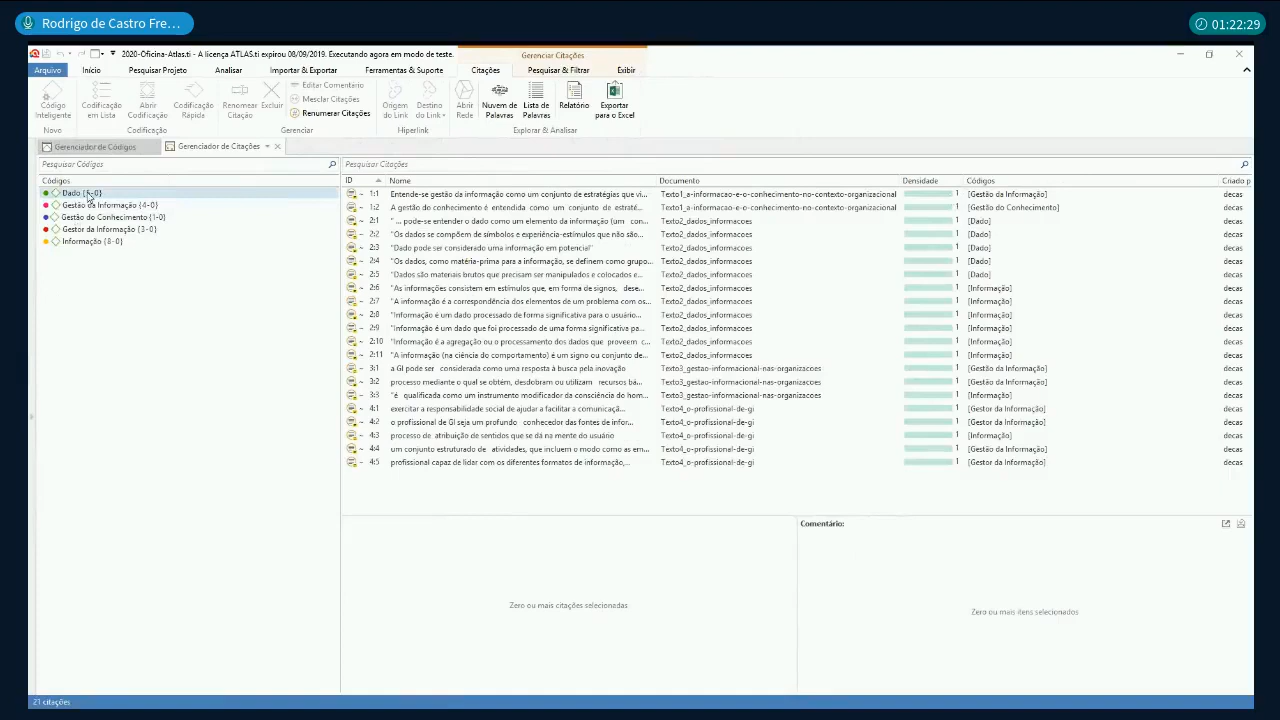 Rodrigo de Castro Fre...
01:22:29
2020-Oficina-Atlas.ti - A licença ATLAS.ti expirou 08/09/2019. Executando agora em modo de teste.
Gerenciar Citações
Arquivo Início Pesquisar Projeto Analisar Importar & Exportar Ferramentas & Suporte Citações Pesquisar & Filtrar Exibir
Código Inteligente
Codificação em Lista
Abrir Codificação
Codificação Rápida
Renomear Citação
Excluir
Editar Comentário
Mesclar Citações
Renumerar Citações
Origem do Link
Destino do Link
Abrir Rede
Nuvem de Palavras
Lista de Palavras
Relatório
Exportar para o Excel
Novo Codificação Gerenciar Hiperlink Explorar & Analisar
Gerenciador de Códigos Gerenciador de Citações
Pesquisar Códigos
Pesquisar Citações
Códigos
Dado {5-0}
Gestão da Informação {4-0}
Gestão do Conhecimento {1-0}
Gestor da Informação {3-0}
Informação {8-0}
ID Nome Documento Densidade Códigos Criado p
1:1 Entende-se gestão da informação como um conjunto de estratégias que vi... Texto1_a-informacao-e-o-conhecimento-no-contexto-organizacional 1 [Gestão da Informação] decas
1:2 A gestão do conhecimento é entendida como um conjunto de estraté... Texto1_a-informacao-e-o-conhecimento-no-contexto-organizacional 1 [Gestão do Conhecimento] decas
2:1 " ... pode-se entender o dado como um elemento da informação (um con... Texto2_dados_informacoes 1 [Dado] decas
2:2 "Os dados se compõem de símbolos e experiência-estímulos que não são... Texto2_dados_informacoes 1 [Dado] decas
2:3 "Dado pode ser considerado uma informação em potencial" Texto2_dados_informacoes 1 [Dado] decas
2:4 "Os dados, como matéria-prima para a informação, se definem como grupo... Texto2_dados_informacoes 1 [Dado] decas
2:5 "Dados são materiais brutos que precisam ser manipulados e colocados e... Texto2_dados_informacoes 1 [Dado] decas
2:6 "As informações consistem em estímulos que, em forma de signos, dese... Texto2_dados_informacoes 1 [Informação] decas
2:7 "A informação é a correspondência dos elementos de um problema com os... Texto2_dados_informacoes 1 [Informação] decas
2:8 "Informação é um dado processado de forma significativa para o usuário... Texto2_dados_informacoes 1 [Informação] decas
2:9 "Informação é um dado que foi processado de uma forma significativa pa... Texto2_dados_informacoes 1 [Informação] decas
2:10 "Informação é a agregação ou o processamento dos dados que proveem c... Texto2_dados_informacoes 1 [Informação] decas
2:11 "A informação (na ciência do comportamento) é um signo ou conjunto de... Texto2_dados_informacoes 1 [Informação] decas
3:1 a GI pode ser considerada como uma resposta à busca pela inovação Texto3_gestao-informacional-nas-organizacoes 1 [Gestão da Informação] decas
3:2 processo mediante o qual se obtém, desdobram ou utilizam recursos bá... Texto3_gestao-informacional-nas-organizacoes 1 [Gestão da Informação] decas
3:3 "é qualificada como um instrumento modificador da consciência do hom... Texto3_gestao-informacional-nas-organizacoes 1 [Informação] decas
4:1 exercitar a responsabilidade social de ajudar a facilitar a comunicaçã... Texto4_o-profissional-de-gi 1 [Gestor da Informação] decas
4:2 o profissional de GI seja um profundo conhecedor das fontes de infor... Texto4_o-profissional-de-gi 1 [Gestor da Informação] decas
4:3 processo de atribuição de sentidos que se dá na mente do usuário Texto4_o-profissional-de-gi 1 [Informação] decas
4:4 um conjunto estruturado de atividades, que incluem o modo como as em... Texto4_o-profissional-de-gi 1 [Gestão da Informação] decas
4:5 profissional capaz de lidar com os diferentes formatos de informação,... Texto4_o-profissional-de-gi 1 [Gestor da Informação] decas
Comentário:
Zero ou mais citações selecionadas
Zero ou mais itens selecionados
21 citações